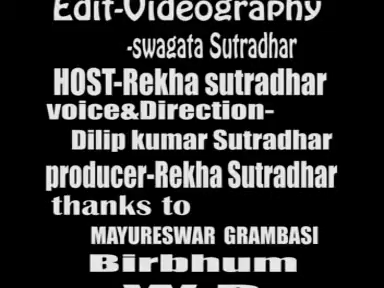 Edit-Videography
-swagata Sutradhar
HOST-Rekha sutradhar
voice&Direction-
Dilip kumar Sutradhar
producer-Rekha Sutradhar
thanks to
MAYURESWAR GRAMBASI
Birbhum